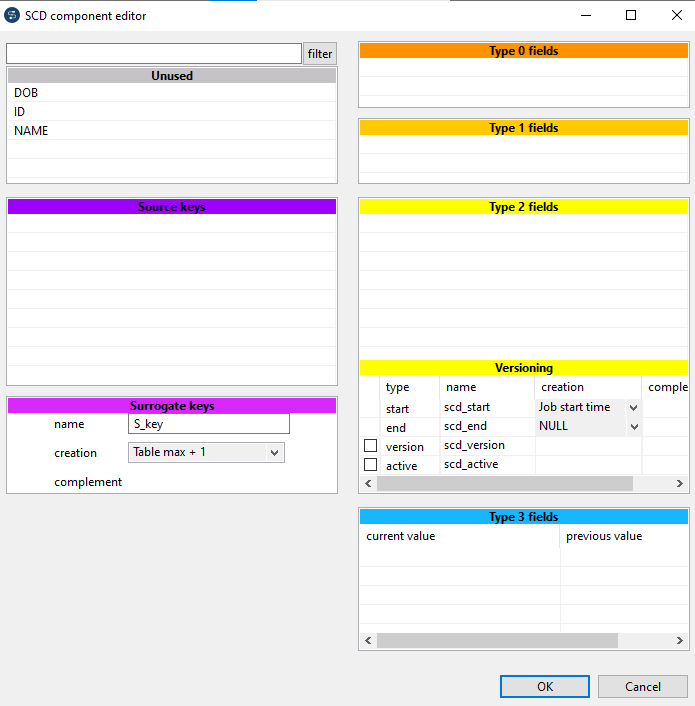 SCD component editor
filter
Unused
DOB
ID
NAME
Source keys
Surrogate keys
name S_key
creation Table max + 1
complement
Type 0 fields
Type 1 fields
Type 2 fields
Versioning
type name creation comple
start scd_start Job start time
end scd_end NULL
version scd_version
active scd_active
Type 3 fields
current value previous value
OK Cancel